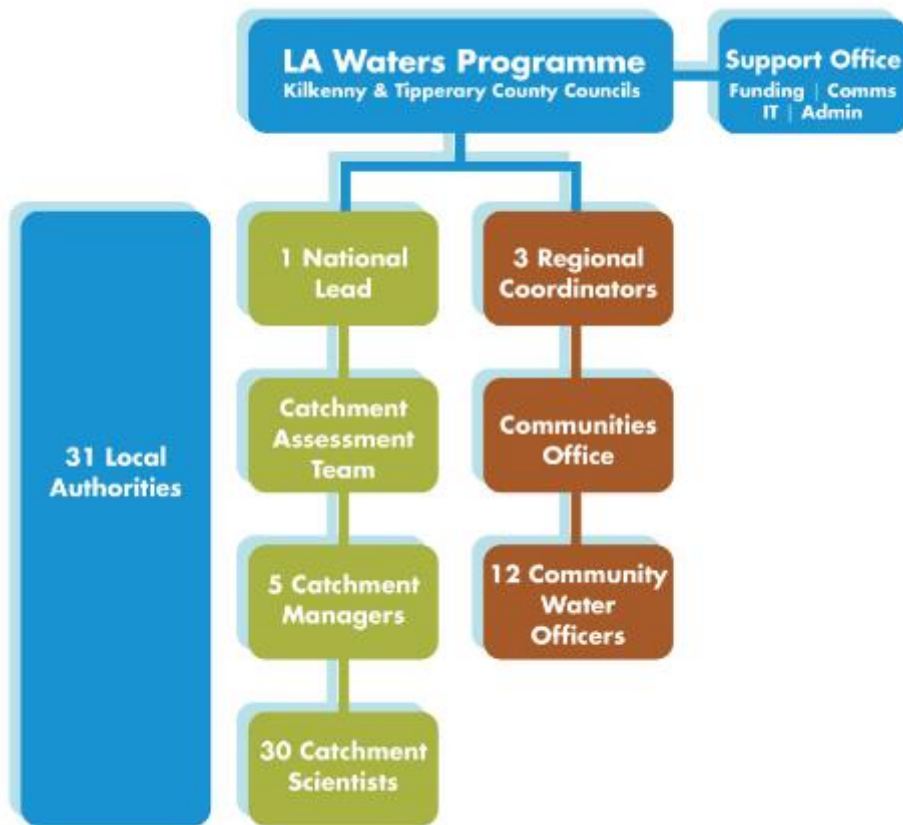 LA Waters Programme
Kilkenny & Tipperary County Councils
Support Office
Funding | Comms
IT | Admin
31 Local
Authorities
1 National
Lead
Catchment
Assessment
Team
5 Catchment
Managers
30 Catchment
Scientists
3 Regional
Coordinators
Communities
Office
12 Community
Water
Officers